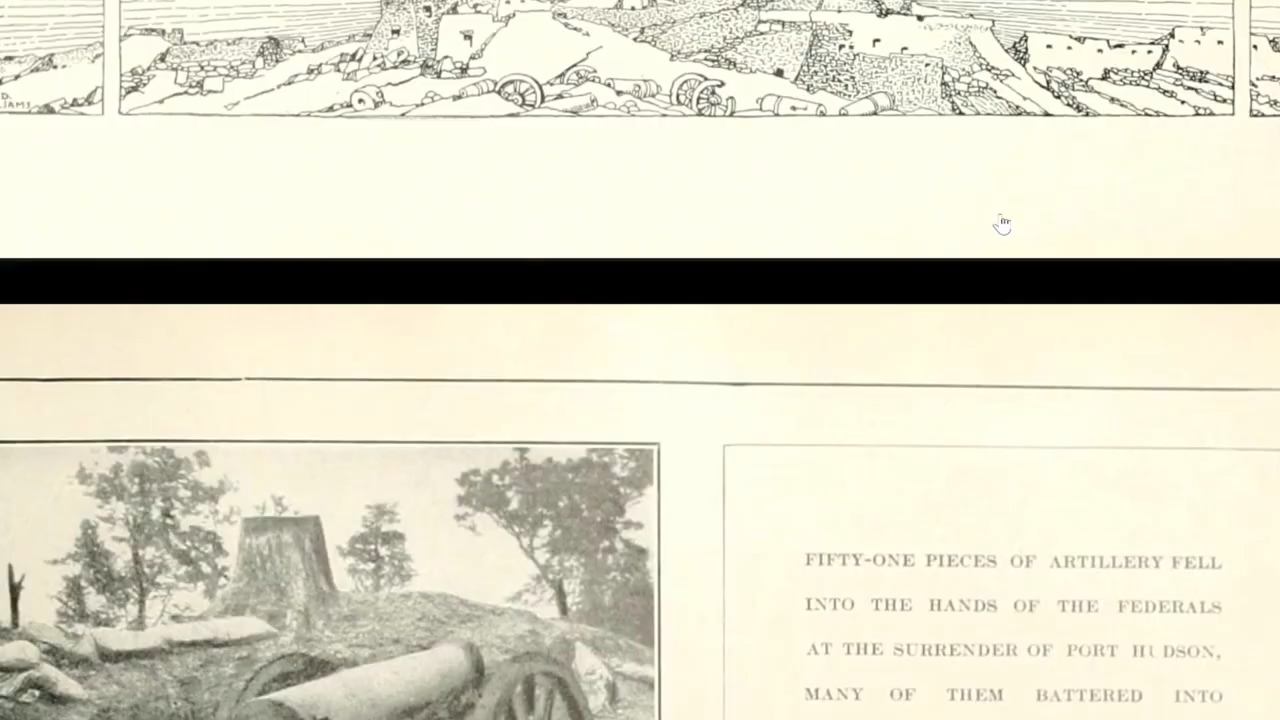 FIFTY-ONE PIECES OF ARTILLERY FELL
INTO THE HANDS OF THE FEDERALS
AT THE SURRENDER OF PORT HUDSON,
MANY OF THEM BATTERED INTO